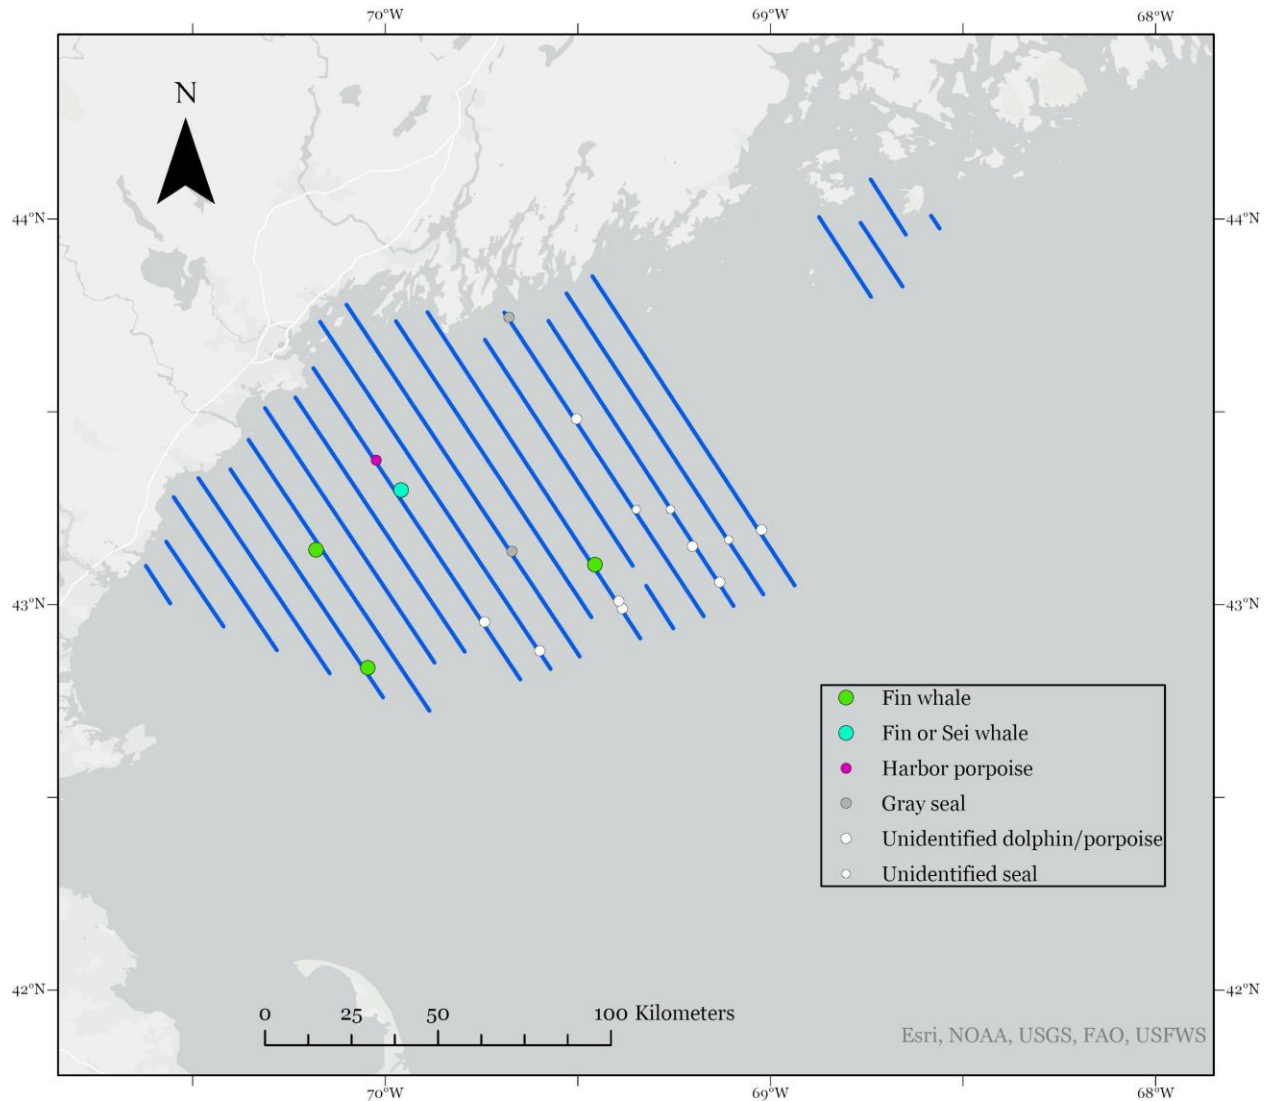 70°W 69°W 68°W
N
44°N 44°N
43°N 43°N
Fin whale
Fin or Sei whale
Harbor porpoise
Gray seal
Unidentified dolphin/porpoise
Unidentified seal
42°N 42°N
0 25 50 100 Kilometers
Esri, NOAA, USGS, FAO, USFWS
70°W 69°W 68°W